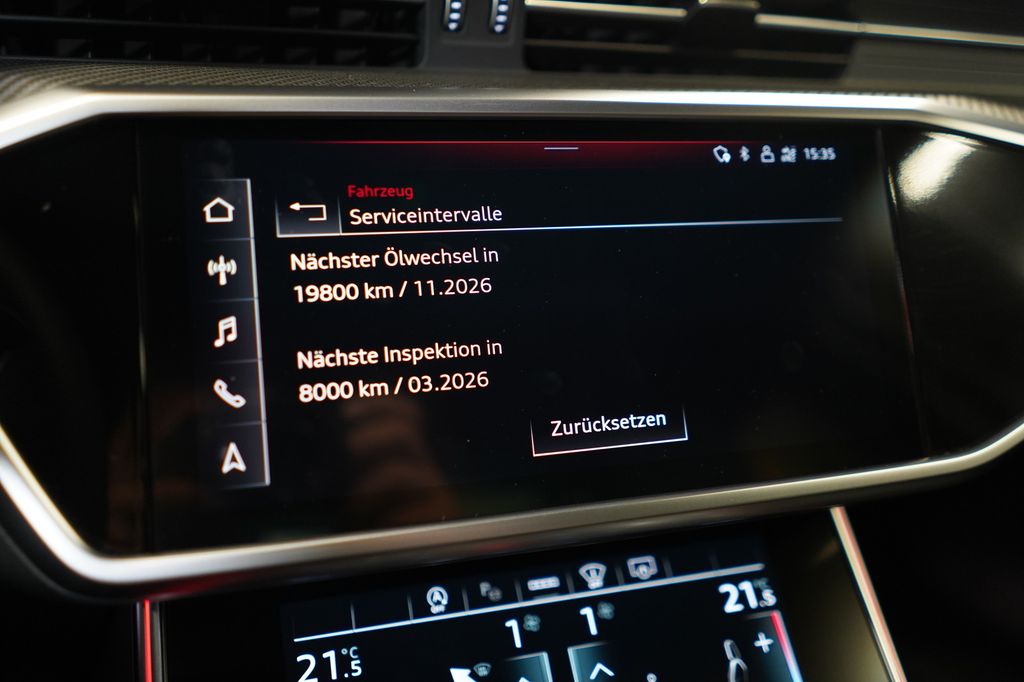 15:35
Fahrzeug
Serviceintervalle
Nächster Ölwechsel in
19800 km / 11.2026
Nächste Inspektion in
8000 km / 03.2026
Zurücksetzen
OFF
21.5
1
1
21.5 °C